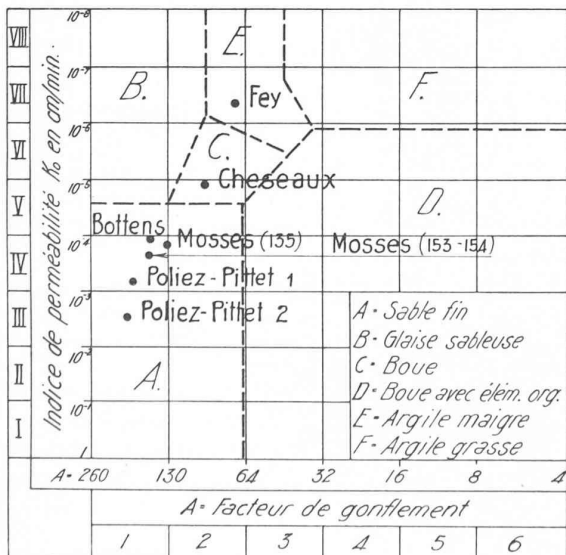 VIII
VII
VI
V
IV
III
II
I
Indice de perméabilité K₀ en cm/min.
10⁻⁸
10⁻⁷
10⁻⁶
10⁻⁵
10⁻⁴
10⁻³
10⁻²
10⁻¹
1
E.
B.
F.
Fey
C.
Cheseaux
D.
Bottens
Mosses (135)
Mosses (153-154)
Poliez-Pittet 1
Poliez-Pittet 2
A.
A = Sable fin
B = Glaise sableuse
C = Boue
D = Boue avec élém. org.
E = Argile maigre
F = Argile grasse
A = 260 130 64 32 16 8 4
A = Facteur de gonflement
1 2 3 4 5 6